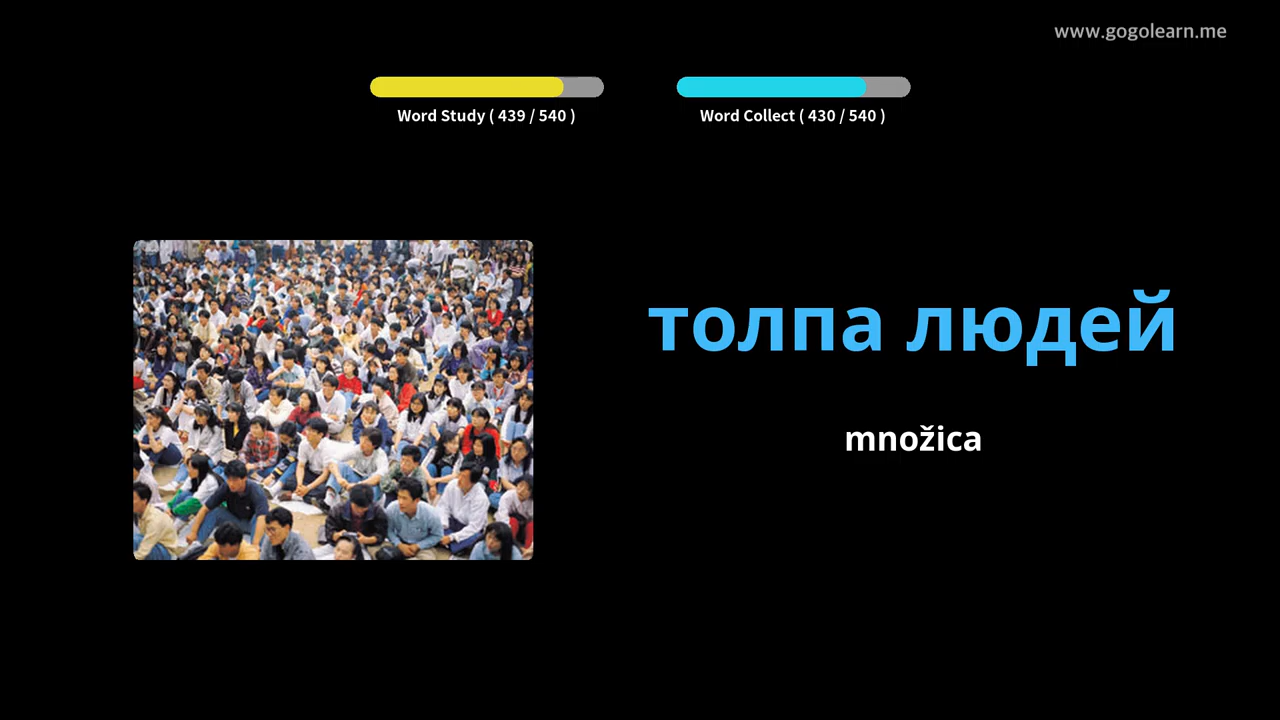 www.gogolearn.me
Word Study ( 439 / 540 )
Word Collect ( 430 / 540 )
толпа людей
množica